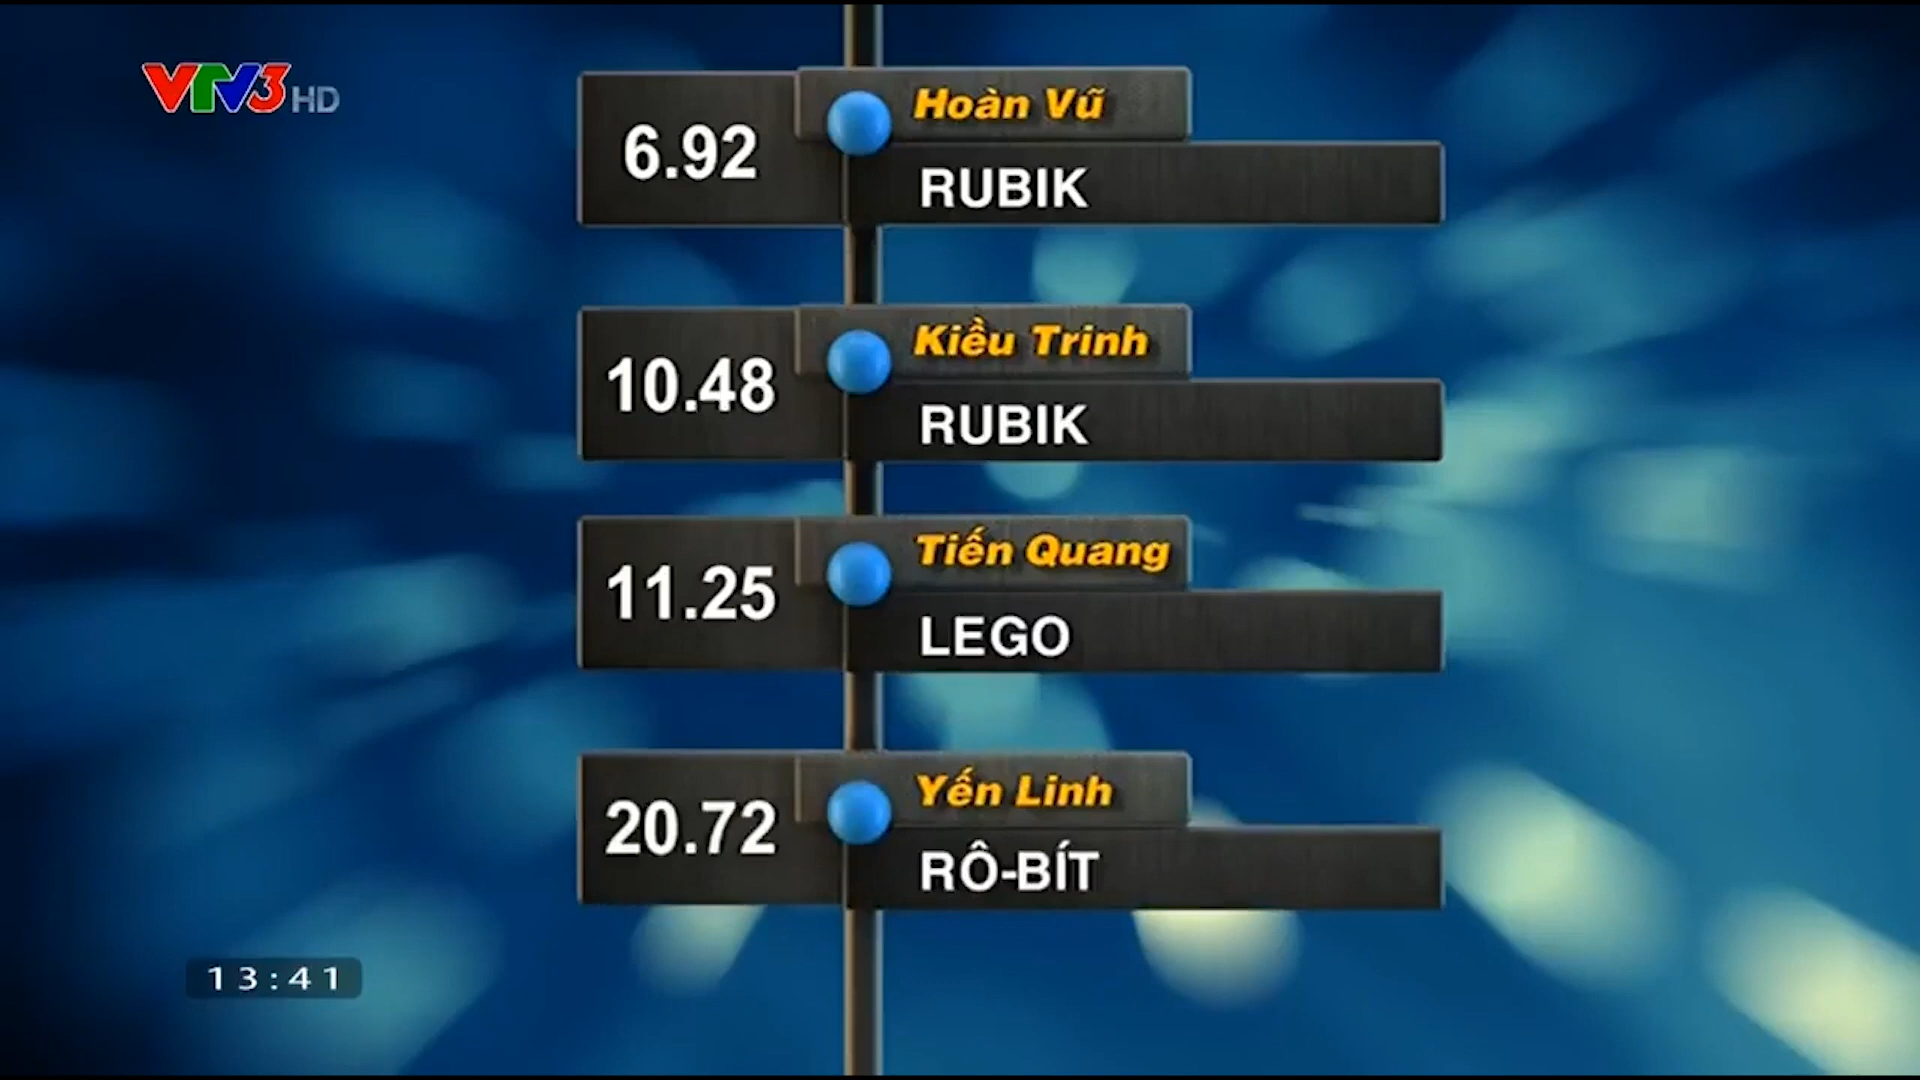 VTV3 HD
6.92
Hoàn Vũ
RUBIK
10.48
Kiều Trinh
RUBIK
11.25
Tiến Quang
LEGO
20.72
Yến Linh
RÔ-BÍT
13:41